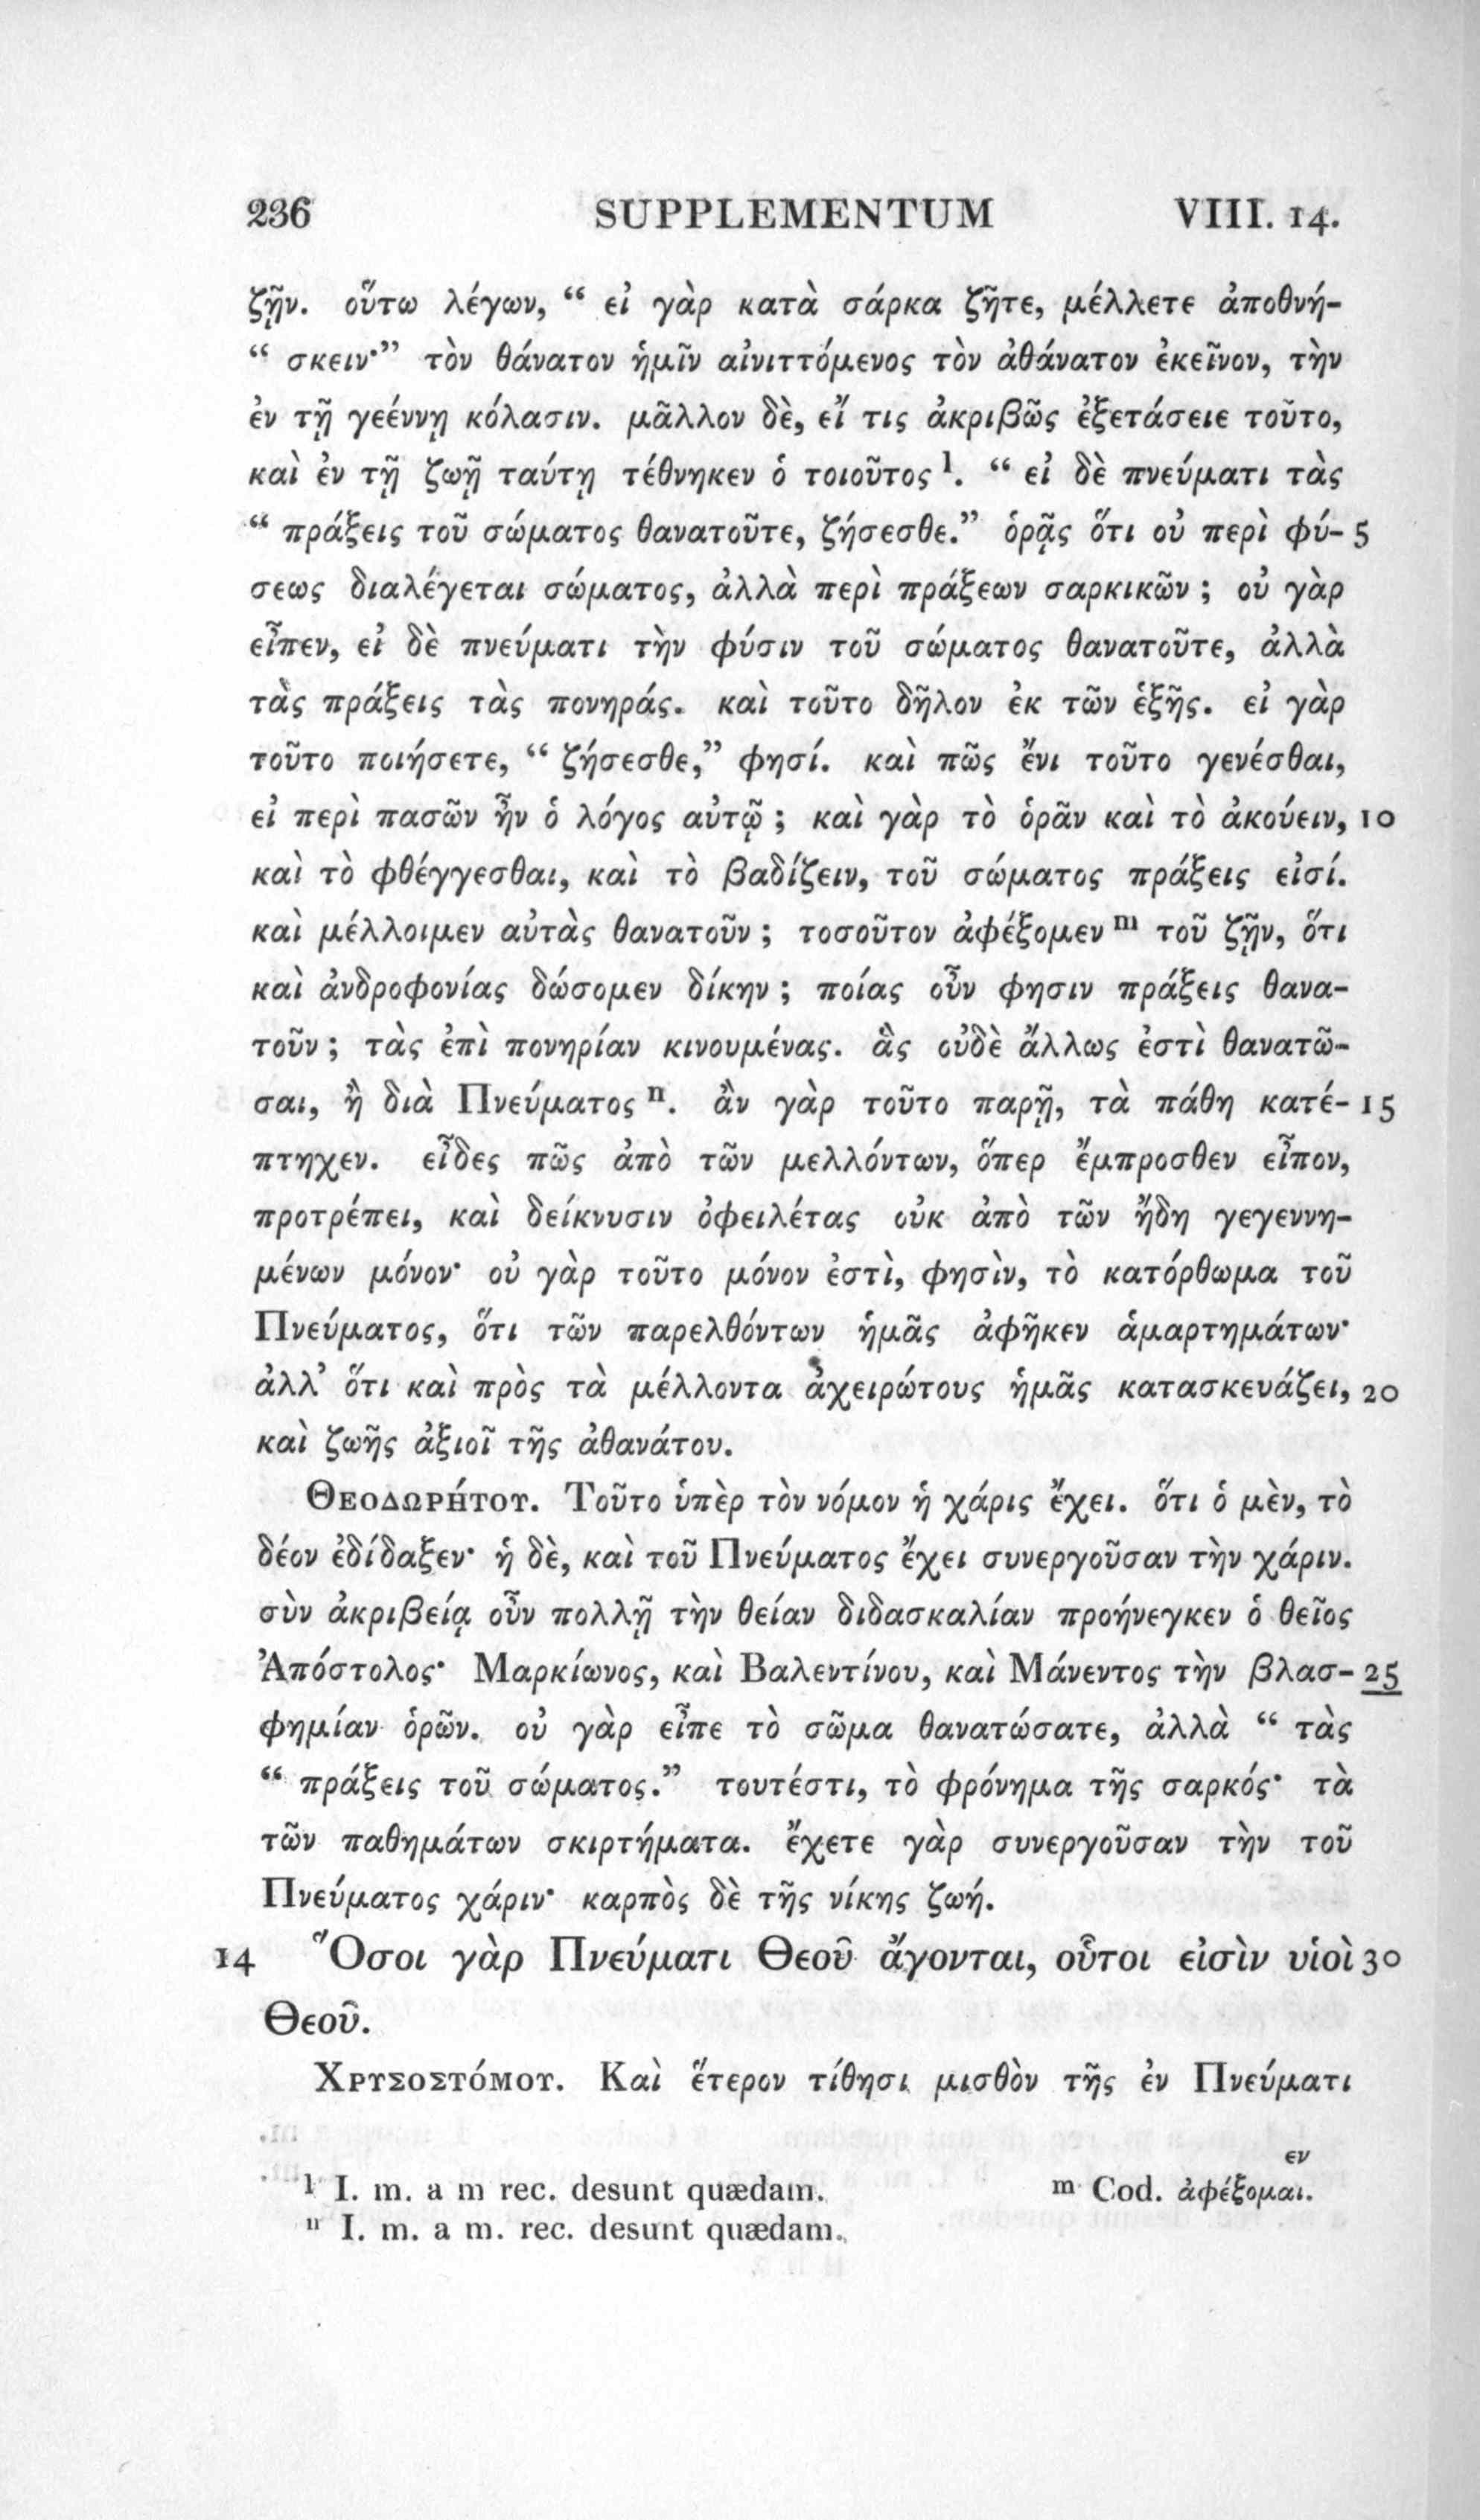 236 SUPPLEMENTUM VIII. 14.
ζῆν. οὕτω λέγων, “ εἰ γὰρ κατὰ σάρκα ζῆτε, μέλλετε ἀποθνή-
“ σκειν·” τὸν θάνατον ἡμῖν αἰνιττόμενος τὸν ἀθάνατον ἐκεῖνον, τὴν
ἐν τῇ γεέννῃ κόλασιν. μᾶλλον δὲ, εἴ τις ἀκριβῶς ἐξετάσειε τοῦτο,
καὶ ἐν τῇ ζωῇ ταύτῃ τέθνηκεν ὁ τοιοῦτος l. “ εἰ δὲ πνεύματι τὰς
“ πράξεις τοῦ σώματος θανατοῦτε, ζήσεσθε.” ὁρᾷς ὅτι οὐ περὶ φύ- 5
σεως διαλέγεται σώματος, ἀλλὰ περὶ πράξεων σαρκικῶν ; οὐ γὰρ
εἶπεν, εἰ δὲ πνεύματι τὴν φύσιν τοῦ σώματος θανατοῦτε, ἀλλὰ
τὰς πράξεις τὰς πονηράς. καὶ τοῦτο δῆλον ἐκ τῶν ἑξῆς. εἰ γὰρ
τοῦτο ποιήσετε, “ ζήσεσθε,” φησί. καὶ πῶς ἔνι τοῦτο γενέσθαι,
εἰ περὶ πασῶν ἦν ὁ λόγος αὐτῷ ; καὶ γὰρ τὸ ὁρᾶν καὶ τὸ ἀκούειν, 10
καὶ τὸ φθέγγεσθαι, καὶ τὸ βαδίζειν, τοῦ σώματος πράξεις εἰσί.
καὶ μέλλοιμεν αὐτὰς θανατοῦν ; τοσοῦτον ἀφέξομεν m τοῦ ζῆν, ὅτι
καὶ ἀνδροφονίας δώσομεν δίκην ; ποίας οὖν φησιν πράξεις θανα-
τοῦν ; τὰς ἐπὶ πονηρίαν κινουμένας. ἃς οὐδὲ ἄλλως ἐστὶ θανατῶ-
σαι, ἢ διὰ Πνεύματος n. ἂν γὰρ τοῦτο παρῇ, τὰ πάθη κατέ- 15
πτηχεν. εἶδες πῶς ἀπὸ τῶν μελλόντων, ὅπερ ἔμπροσθεν εἶπον,
προτρέπει, καὶ δείκνυσιν ὀφειλέτας οὐκ ἀπὸ τῶν ἤδη γεγεννη-
μένων μόνον· οὐ γὰρ τοῦτο μόνον ἐστὶ, φησὶν, τὸ κατόρθωμα τοῦ
Πνεύματος, ὅτι τῶν παρελθόντων ἡμᾶς ἀφῆκεν ἁμαρτημάτων·
ἀλλ’ ὅτι καὶ πρὸς τὰ μέλλοντα ἀχειρώτους ἡμᾶς κατασκευάζει, 20
καὶ ζωῆς ἀξιοῖ τῆς ἀθανάτου.
Θεοδωρήτου. Τοῦτο ὑπὲρ τὸν νόμον ἡ χάρις ἔχει. ὅτι ὁ μὲν, τὸ
δέον ἐδίδαξεν· ἡ δὲ, καὶ τοῦ Πνεύματος ἔχει συνεργοῦσαν τὴν χάριν.
σὺν ἀκριβείᾳ οὖν πολλῇ τὴν θείαν διδασκαλίαν προήνεγκεν ὁ θεῖος
Ἀπόστολος· Μαρκίωνος, καὶ Βαλεντίνου, καὶ Μάνεντος τὴν βλασ- 25
φημίαν ὁρῶν. οὐ γὰρ εἶπε τὸ σῶμα θανατώσατε, ἀλλὰ “ τὰς
“ πράξεις τοῦ σώματος.” τουτέστι, τὸ φρόνημα τῆς σαρκός· τὰ
τῶν παθημάτων σκιρτήματα. ἔχετε γὰρ συνεργοῦσαν τὴν τοῦ
Πνεύματος χάριν· καρπὸς δὲ τῆς νίκης ζωή.
14 Ὅσοι γὰρ Πνεύματι Θεοῦ ἄγονται, οὗτοι εἰσὶν υἱοὶ 30
Θεοῦ.
Χρυσοστόμου. Καὶ ἕτερον τίθησι μισθὸν τῆς ἐν Πνεύματι
εν
l I. m. a m rec. desunt quædam. m Cod. ἀφέξομαι.
n I. m. a m. rec. desunt quædam.